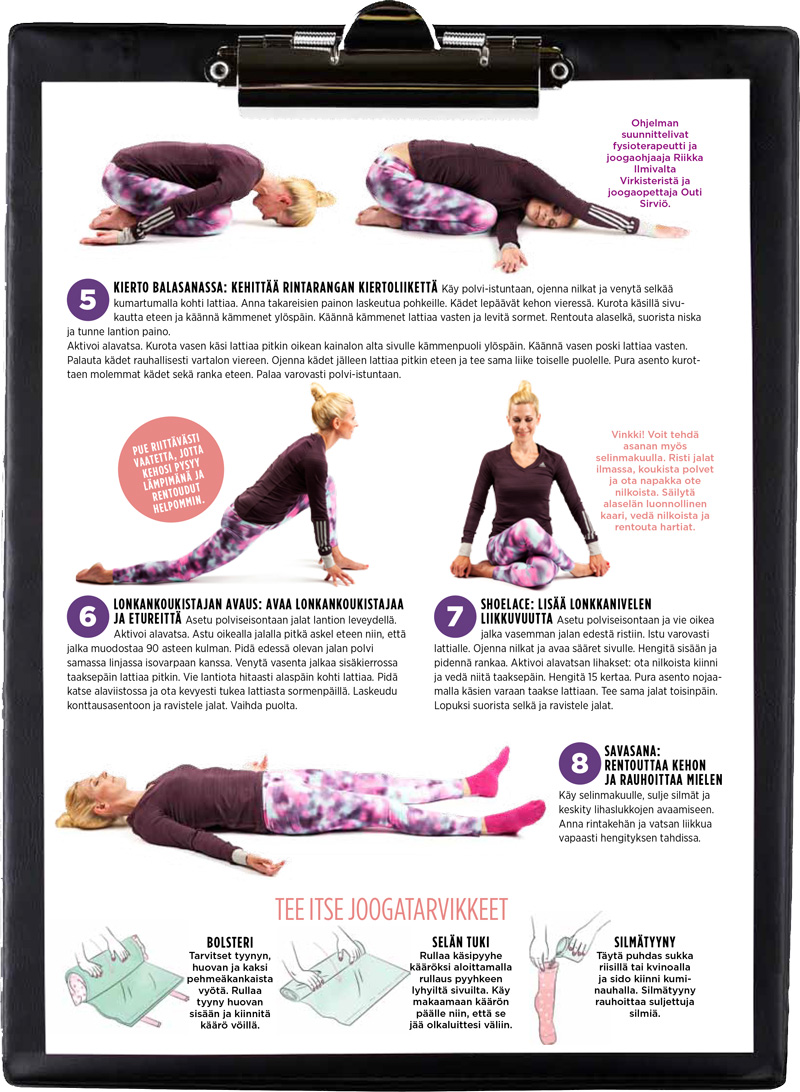 Ohjelman
suunnittelivat
fysioterapeutti ja
joogaohjaaja Riikka
Ilmivalta
Virkisteristä ja
joogaopettaja Outi
Sirviö.
5
KIERTO BALASANASSA: KEHITTÄÄ RINTARANGAN KIERTOLIIKETTÄ Käy polvi-istuntaan, ojenna nilkat ja venytä selkää
kumartumalla kohti lattiaa. Anna takareisien painon laskeutua pohkeille. Kädet lepäävät kehon vieressä. Kurota käsillä sivu-
kautta eteen ja käännä kämmenet ylöspäin. Käännä kämmenet lattiaa vasten ja levitä sormet. Rentouta alaselkä, suorista niska
ja tunne lantion paino.
Aktivoi alavatsa. Kurota vasen käsi lattiaa pitkin oikean kainalon alta sivulle kämmenpuoli ylöspäin. Käännä vasen poski lattiaa vasten.
Palauta kädet rauhallisesti vartalon viereen. Ojenna kädet jälleen lattiaa pitkin eteen ja tee sama liike toiselle puolelle. Pura asento kurot-
taen molemmat kädet sekä ranka eteen. Palaa varovasti polvi-istuntaan.
PUE RIITTÄVÄSTI
VAATETTA, JOTTA
KEHOSI PYSYY
LÄMPIMÄNÄ JA
RENTOUDUT
HELPOMMIN.
Vinkki! Voit tehdä
asanan myös
selinmakuulla. Risti jalat
ilmassa, koukista polvet
ja ota napakka ote
nilkoista. Säilytä
alaselän luonnollinen
kaari, vedä nilkoista ja
rentouta hartiat.
6
LONKANKOUKISTAJAN AVAUS: AVAA LONKANKOUKISTAJAA
JA ETUREITTÄ Asetu polviseisontaan jalat lantion leveydellä.
Aktivoi alavatsa. Astu oikealla jalalla pitkä askel eteen niin, että
jalka muodostaa 90 asteen kulman. Pidä edessä olevan jalan polvi
samassa linjassa isovarpaan kanssa. Venytä vasenta jalkaa sisäkierrossa
taaksepäin lattiaa pitkin. Vie lantiota hitaasti alaspäin kohti lattiaa. Pidä
katse alaviistossa ja ota kevyesti tukea lattiasta sormenpäillä. Laskeudu
konttausasentoon ja ravistele jalat. Vaihda puolta.
7
SHOELACE: LISÄÄ LONKKANIVELEN
LIIKKUVUUTTA Asetu polviseisontaan ja vie oikea
jalka vasemman jalan edestä ristiin. Istu varovasti
lattialle. Ojenna nilkat ja avaa sääret sivulle. Hengitä sisään ja
pidennä rankaa. Aktivoi alavatsan lihakset: ota nilkoista kiinni
ja vedä niitä taaksepäin. Hengitä 15 kertaa. Pura asento nojaa-
malla käsien varaan taakse lattiaan. Tee sama jalat toisinpäin.
Lopuksi suorista selkä ja ravistele jalat.
8
SAVASANA:
RENTOUTTAA KEHON
JA RAUHOITTAA MIELEN
Käy selinmakuulle, sulje silmät ja
keskity lihaslukkojen avaamiseen.
Anna rintakehän ja vatsan liikkua
vapaasti hengityksen tahdissa.
TEE ITSE JOOGATARVIKKEET
BOLSTERI
Tarvitset tyynyn,
huovan ja kaksi
pehmeäkankaista
vyötä. Rullaa
tyyny huovan
sisään ja kiinnitä
käärö vöillä.
SELÄN TUKI
Rullaa käsipyyhe
kääröksi aloittamalla
rullaus pyyhkeen
lyhyiltä sivuilta. Käy
makaamaan käärön
päälle niin, että se
jää olkaluittesi väliin.
SILMÄTYYNY
Täytä puhdas sukka
riisillä tai kvinoalla
ja sido kiinni kumi-
nauhalla. Silmätyyny
rauhoittaa suljettuja
silmiä.